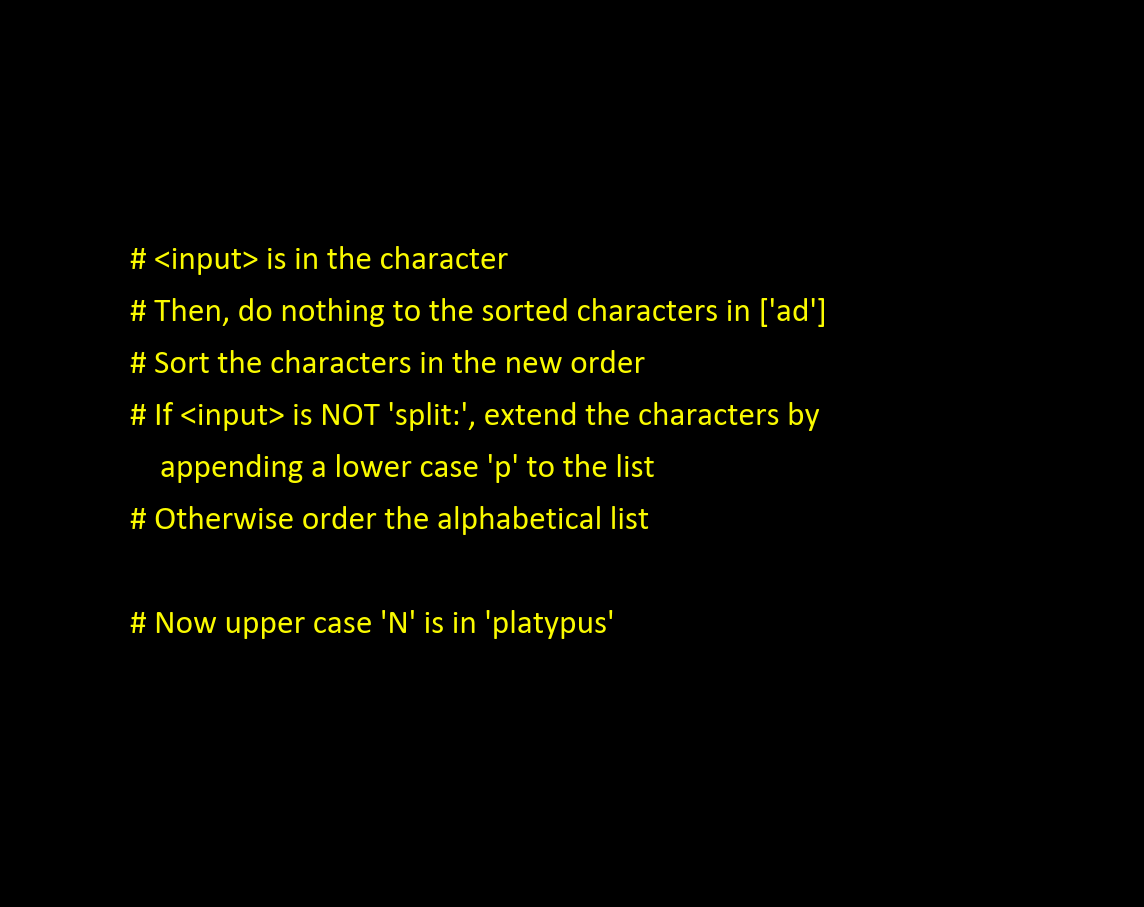 # <input> is in the character
# Then, do nothing to the sorted characters in ['ad']
# Sort the characters in the new order
# If <input> is NOT 'split:', extend the characters by
appending a lower case 'p' to the list
# Otherwise order the alphabetical list
# Now upper case 'N' is in 'platypus'